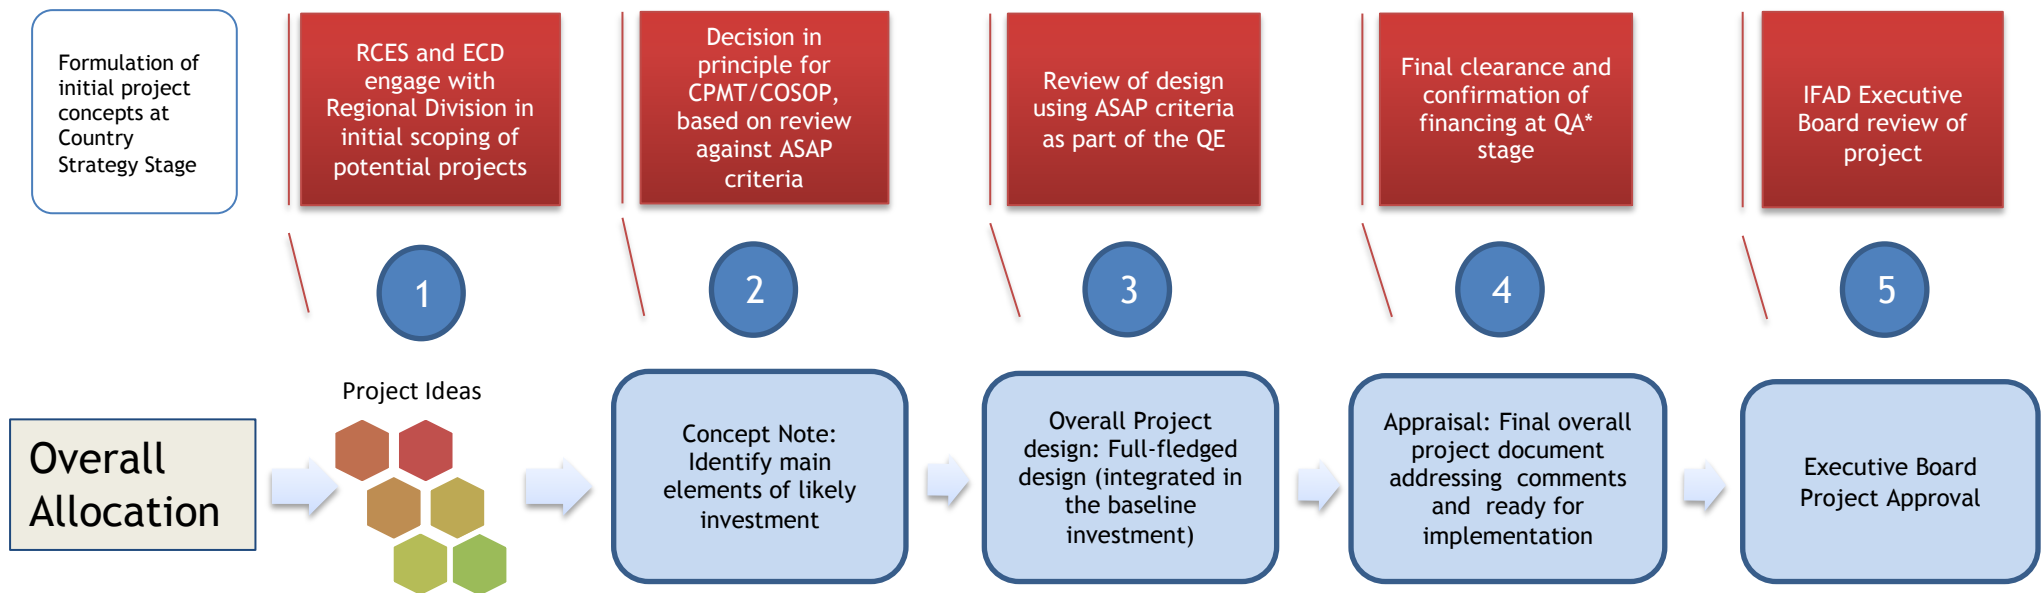 Formulation of
initial project
concepts at
Country
Strategy Stage
RCES and ECD
engage with
Regional Division in
initial scoping of
potential projects
Decision in
principle for
CPMT/COSOP,
based on review
against ASAP
criteria
Review of design
using ASAP criteria
as part of the QE
Final clearance and
confirmation of
financing at QA*
stage
IFAD Executive
Board review of
project
1
2
3
4
5
Overall
Allocation
Project Ideas
Concept Note:
Identify main
elements of likely
investment
Overall Project
design: Full-fledged
design (integrated in
the baseline
investment)
Appraisal: Final overall
project document
addressing comments
and ready for
implementation
Executive Board
Project Approval